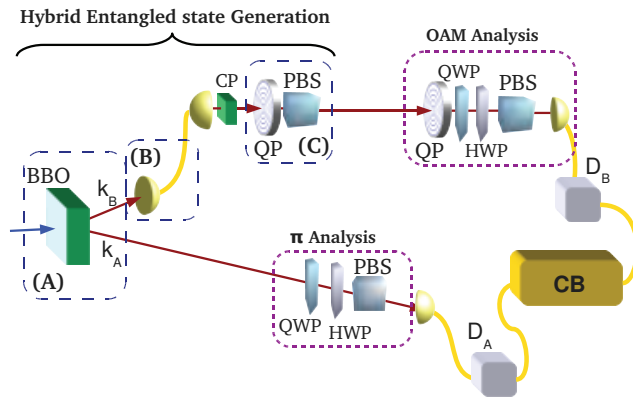 Hybrid Entangled state Generation
OAM Analysis
CP
PBS
QWP
PBS
QP
(C)
QP
HWP
(B)
BBO
k_B
D_B
k_A
(A)
π Analysis
PBS
QWP
HWP
CB
D_A